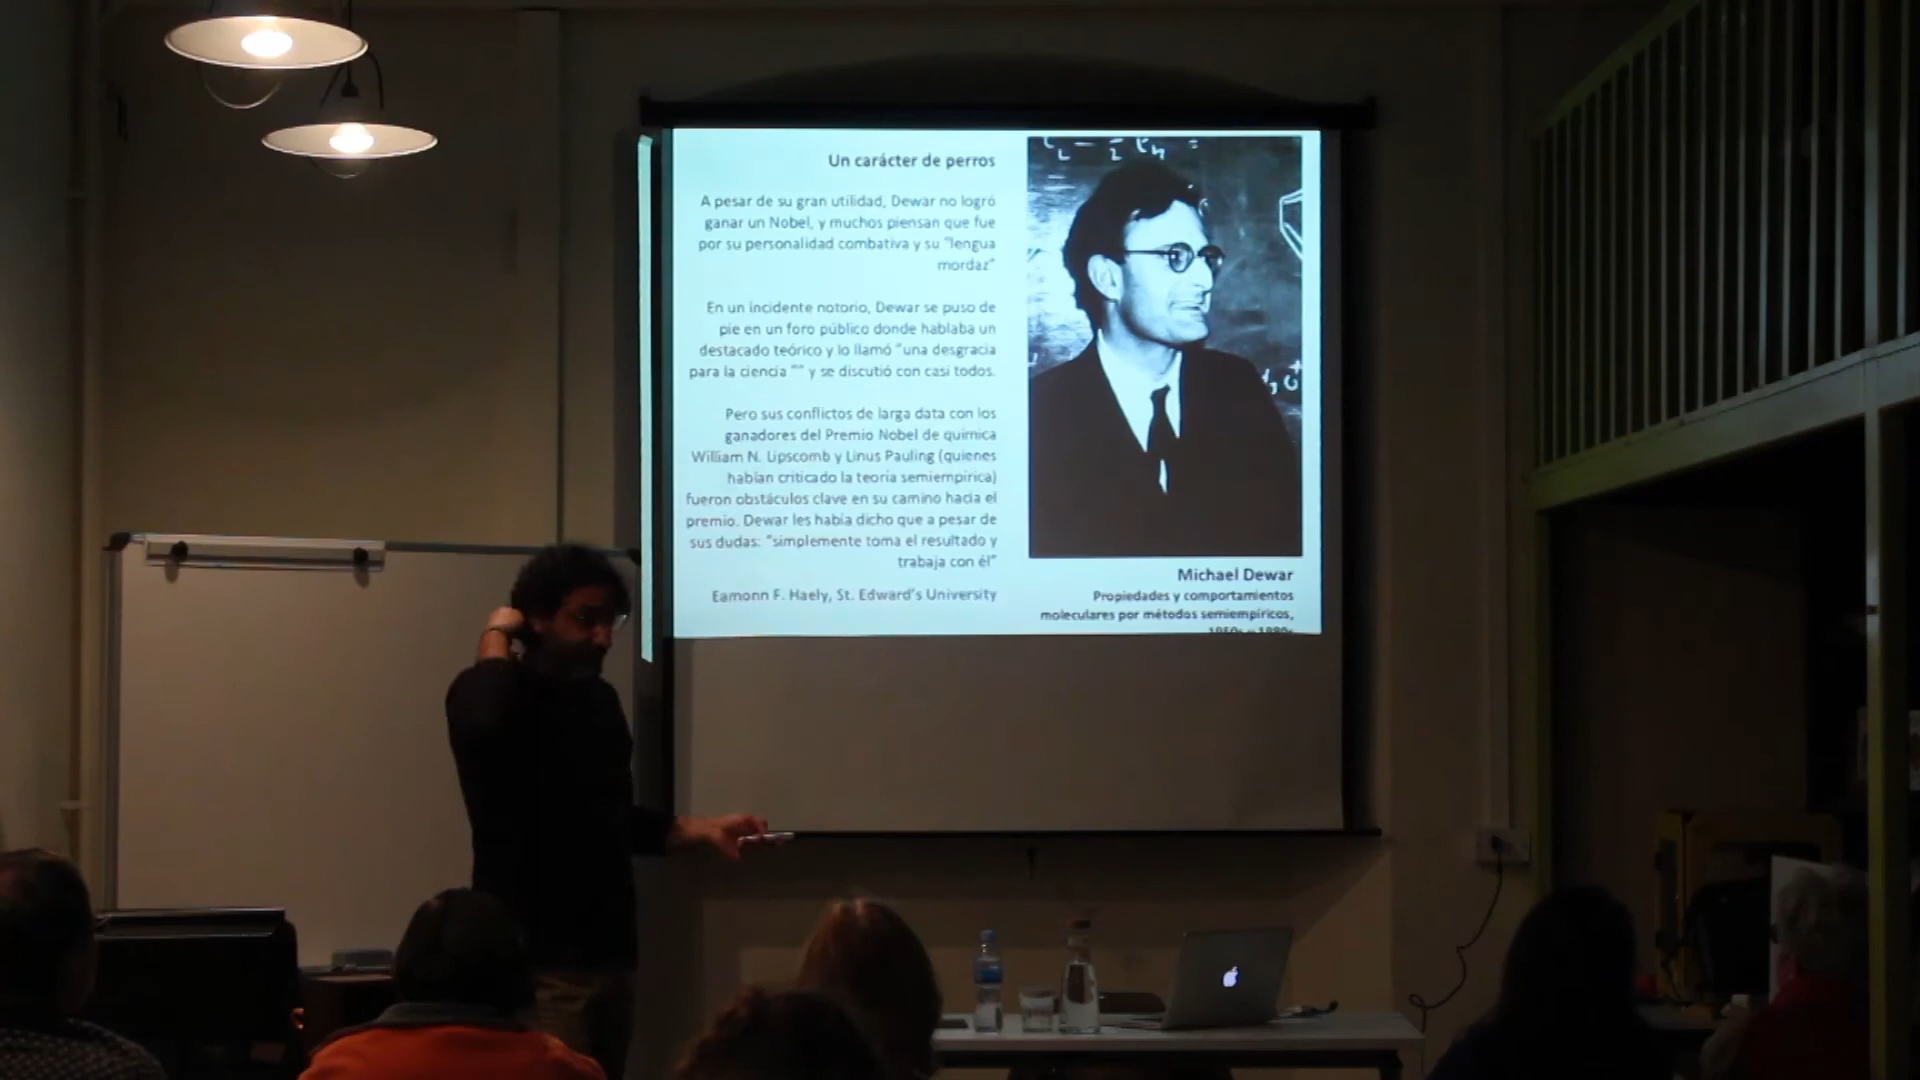 Un carácter de perros
A pesar de su gran utilidad, Dewar no logró
ganar un Nobel, y muchos piensan que fue
por su personalidad combativa y su "lengua
mordaz"
En un incidente notorio, Dewar se puso de
pie en un foro público donde hablaba un
destacado teórico y lo llamó "una desgracia
para la ciencia "" y se discutió con casi todos.
Pero sus conflictos de larga data con los
ganadores del Premio Nobel de química
William N. Lipscomb y Linus Pauling (quienes
habían criticado la teoría semiempírica)
fueron obstáculos clave en su camino hacia el
premio. Dewar les había dicho que a pesar de
sus dudas: "simplemente toma el resultado y
trabaja con él"
Eamonn F. Haely, St. Edward's University
Michael Dewar
Propiedades y comportamientos
moleculares por métodos semiempíricos,